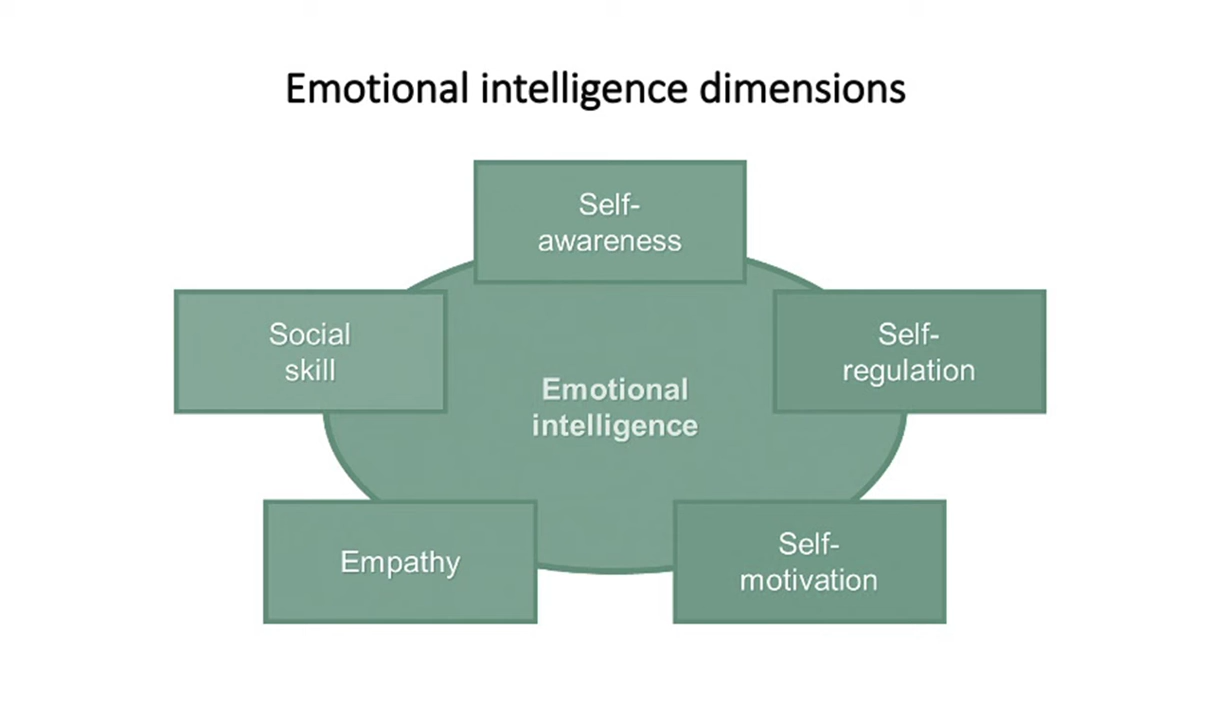 Emotional intelligence dimensions
Self-
awareness
Social
skill
Self-
regulation
Emotional
intelligence
Empathy
Self-
motivation